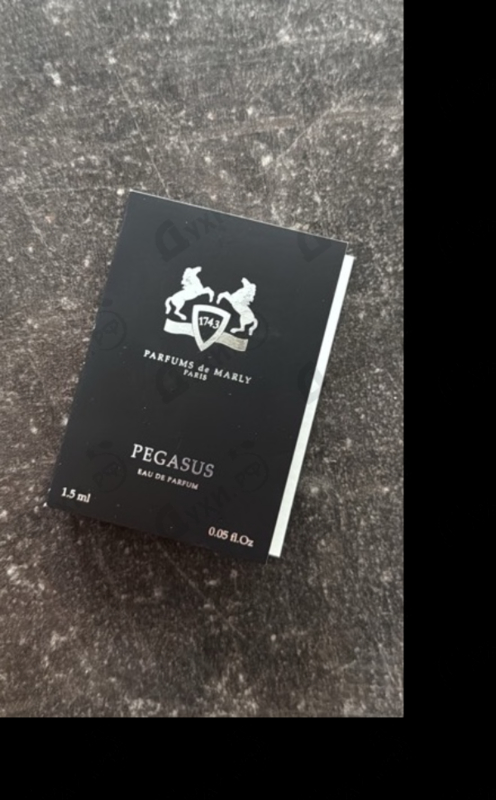 1743
PARFUMS de MARLY
PARIS
PEGASUS
EAU DE PARFUM
1.5 ml
0.05 fl.Oz